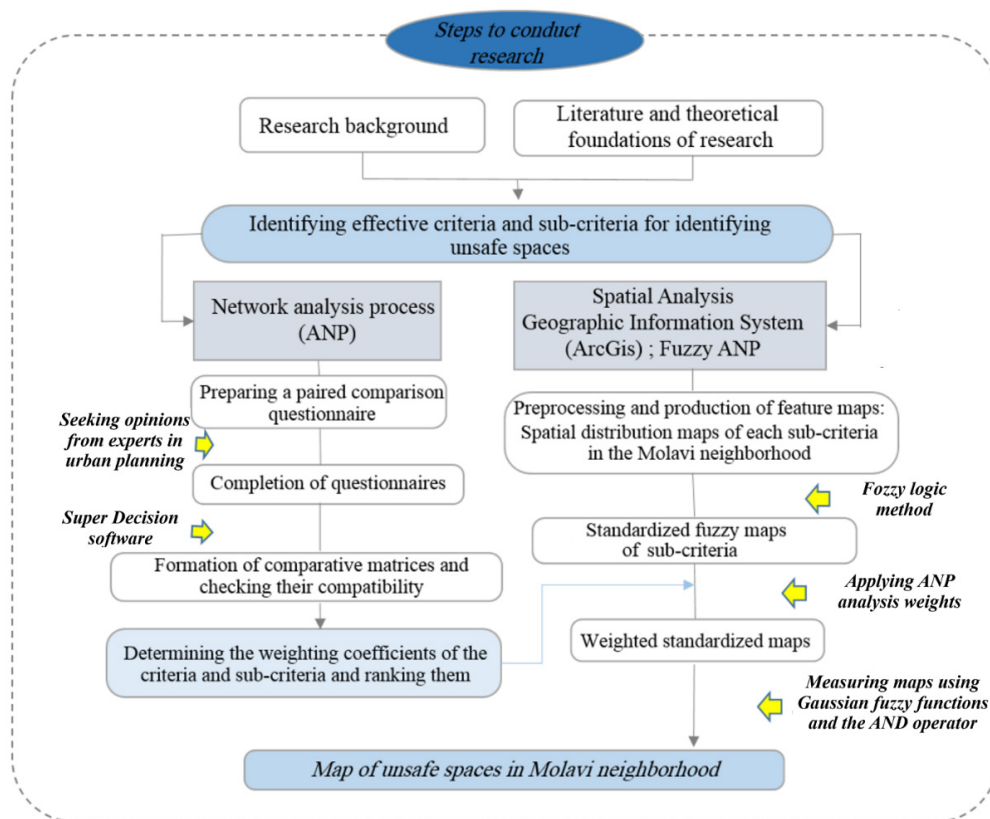 Steps to conduct
research
Research background
Literature and theoretical
foundations of research
Identifying effective criteria and sub-criteria for identifying
unsafe spaces
Network analysis process
(ANP)
Spatial Analysis
Geographic Information System
(ArcGis) ; Fuzzy ANP
Preparing a paired comparison
questionnaire
Seeking opinions
from experts in
urban planning
Completion of questionnaires
Super Decision
software
Formation of comparative matrices and
checking their compatibility
Determining the weighting coefficients of the
criteria and sub-criteria and ranking them
Preprocessing and production of feature maps:
Spatial distribution maps of each sub-criteria
in the Molavi neighborhood
Fozzy logic
method
Standardized fuzzy maps
of sub-criteria
Applying ANP
analysis weights
Weighted standardized maps
Measuring maps using
Gaussian fuzzy functions
and the AND operator
Map of unsafe spaces in Molavi neighborhood